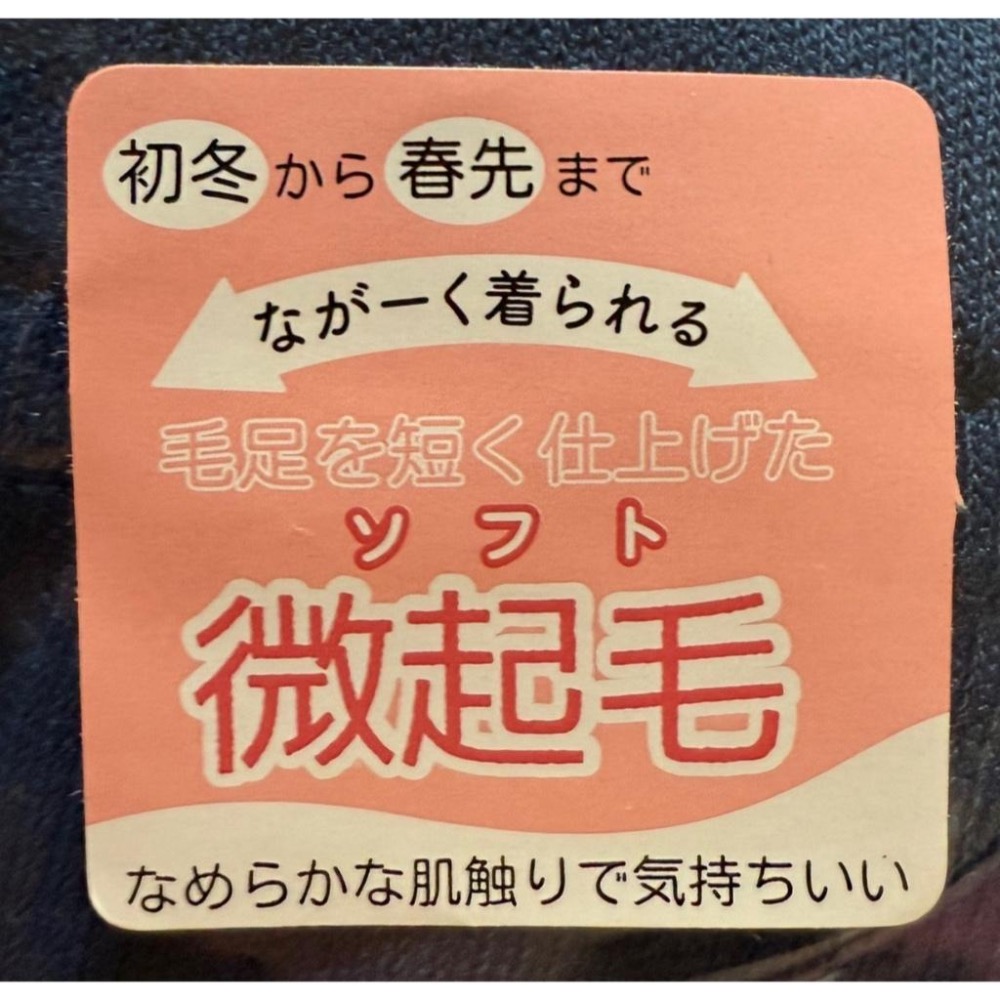 初冬から春先まで
ながーく着られる
毛足を短く仕上げた
ソフト
微起毛
なめらかな肌触りで気持ちいい